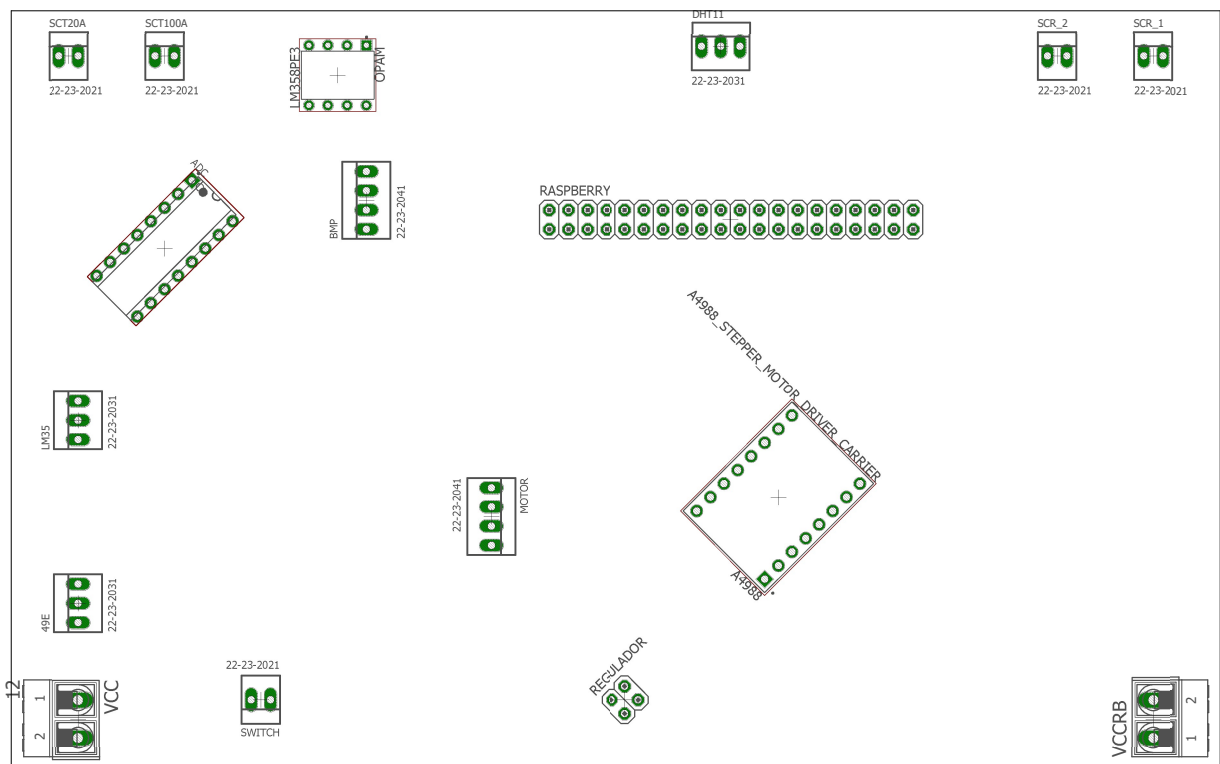 SCT20A
22-23-2021
SCT100A
22-23-2021
LM358PE3
OPAM
DHT11
22-23-2031
SCR_2
22-23-2021
SCR_1
22-23-2021
ADC
BMP
22-23-2041
RASPBERRY
A4988_STEPPER_MOTOR_DRIVER_CARRIER
A4988
LM35
22-23-2031
22-23-2041
MOTOR
49E
22-23-2031
12
1
2
VCC
22-23-2021
SWITCH
REGULADOR
VCCRB
2
1